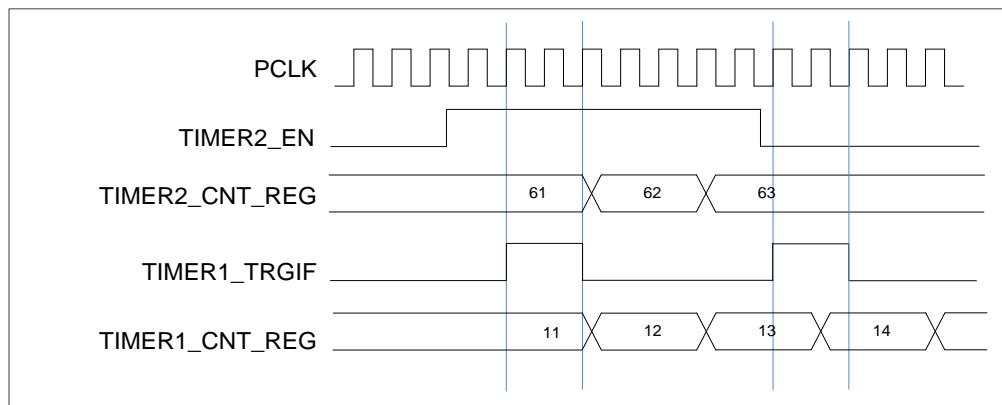 PCLK
TIMER2_EN
TIMER2_CNT_REG 61 62 63
TIMER1_TRGIF
TIMER1_CNT_REG 11 12 13 14